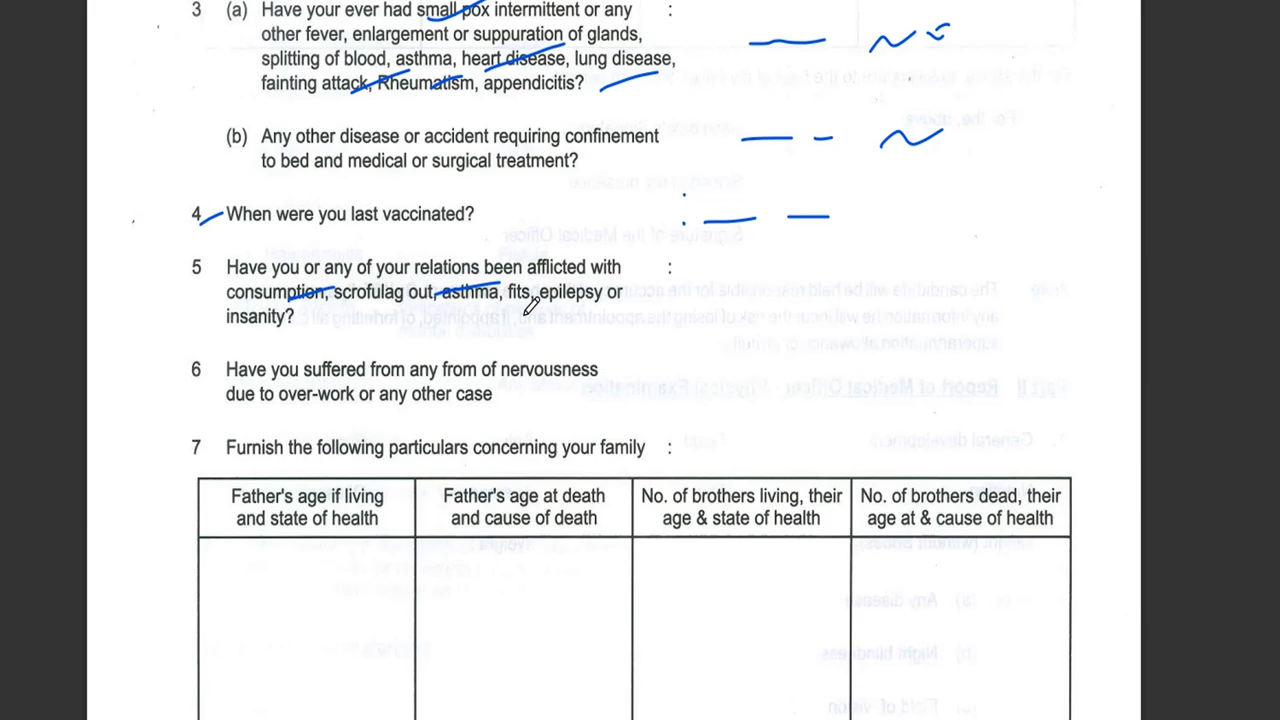 3 (a) Have your ever had small pox intermittent or any :
other fever, enlargement or suppuration of glands,
splitting of blood, asthma, heart disease, lung disease,
fainting attack, Rheumatism, appendicitis?
(b) Any other disease or accident requiring confinement
to bed and medical or surgical treatment?
4 When were you last vaccinated? :
5 Have you or any of your relations been afflicted with :
consumption, scrofulag out, asthma, fits, epilepsy or
insanity?
6 Have you suffered from any from of nervousness
due to over-work or any other case
7 Furnish the following particulars concerning your family :
Father's age if living
and state of health
Father's age at death
and cause of death
No. of brothers living, their
age & state of health
No. of brothers dead, their
age at & cause of health